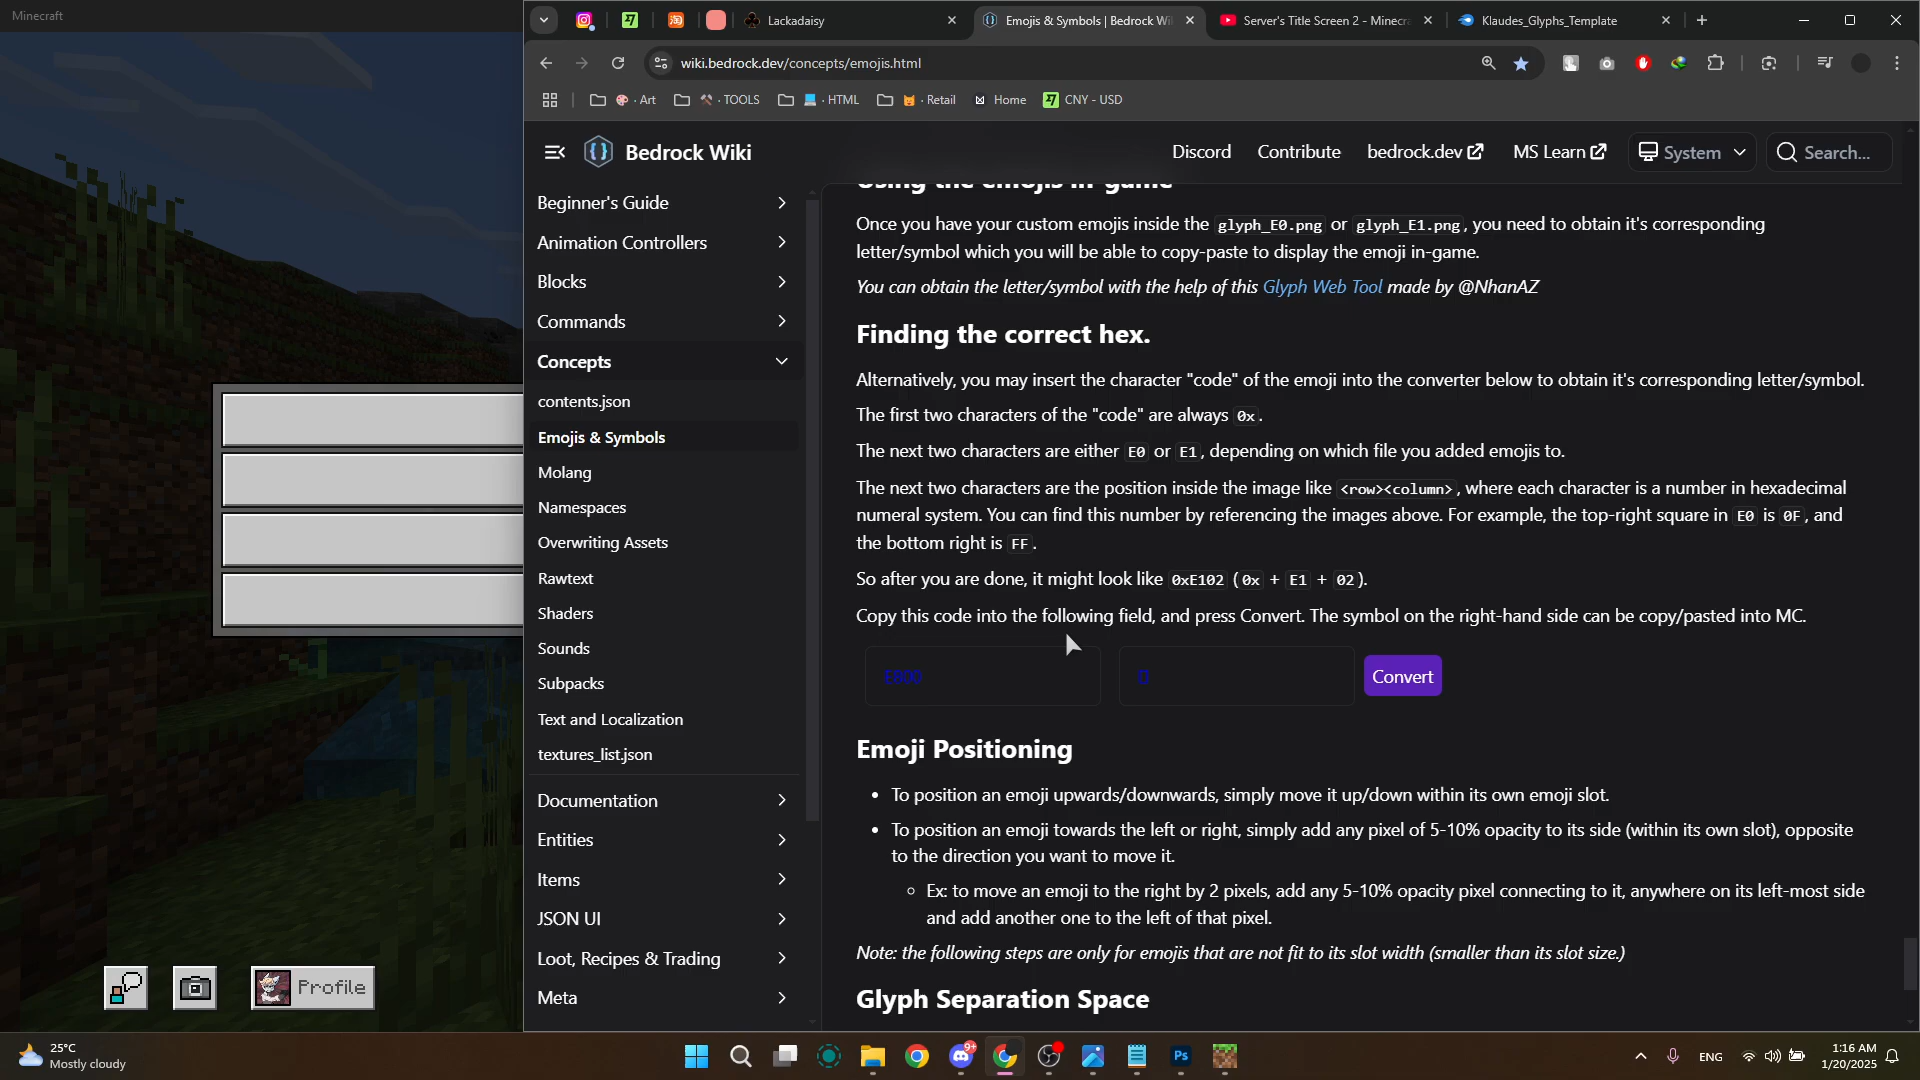 Minecraft
Lackadaisy
Emojis & Symbols | Bedrock Wi
Server's Title Screen 2 - Minecr
Klaudes_Glyphs_Template
wiki.bedrock.dev/concepts/emojis.html
· Art
· TOOLS
· HTML
· Retail
Home
CNY - USD
Bedrock Wiki
Discord
Contribute
bedrock.dev
MS Learn
System
Search...
Beginner's Guide
Animation Controllers
Blocks
Commands
Concepts
contents.json
Emojis & Symbols
Molang
Namespaces
Overwriting Assets
Rawtext
Shaders
Sounds
Subpacks
Text and Localization
textures_list.json
Documentation
Entities
Items
JSON UI
Loot, Recipes & Trading
Meta
Using the emojis in-game
Once you have your custom emojis inside the glyph_E0.png or glyph_E1.png, you need to obtain it's corresponding
letter/symbol which you will be able to copy-paste to display the emoji in-game.
You can obtain the letter/symbol with the help of this Glyph Web Tool made by @NhanAZ
Finding the correct hex.
Alternatively, you may insert the character "code" of the emoji into the converter below to obtain it's corresponding letter/symbol.
The first two characters of the "code" are always 0x.
The next two characters are either E0 or E1, depending on which file you added emojis to.
The next two characters are the position inside the image like <row><column>, where each character is a number in hexadecimal
numeral system. You can find this number by referencing the images above. For example, the top-right square in E0 is 0F, and
the bottom right is FF.
So after you are done, it might look like 0xE102 (0x + E1 + 02).
Copy this code into the following field, and press Convert. The symbol on the right-hand side can be copy/pasted into MC.
E800
Convert
Emoji Positioning
• To position an emoji upwards/downwards, simply move it up/down within its own emoji slot.
• To position an emoji towards the left or right, simply add any pixel of 5-10% opacity to its side (within its own slot), opposite
to the direction you want to move it.
Ex: to move an emoji to the right by 2 pixels, add any 5-10% opacity pixel connecting to it, anywhere on its left-most side
and add another one to the left of that pixel.
Note: the following steps are only for emojis that are not fit to its slot width (smaller than its slot size.)
Glyph Separation Space
Profile
25°C
Mostly cloudy
9+
Ps
ENG
1:16 AM
1/20/2025